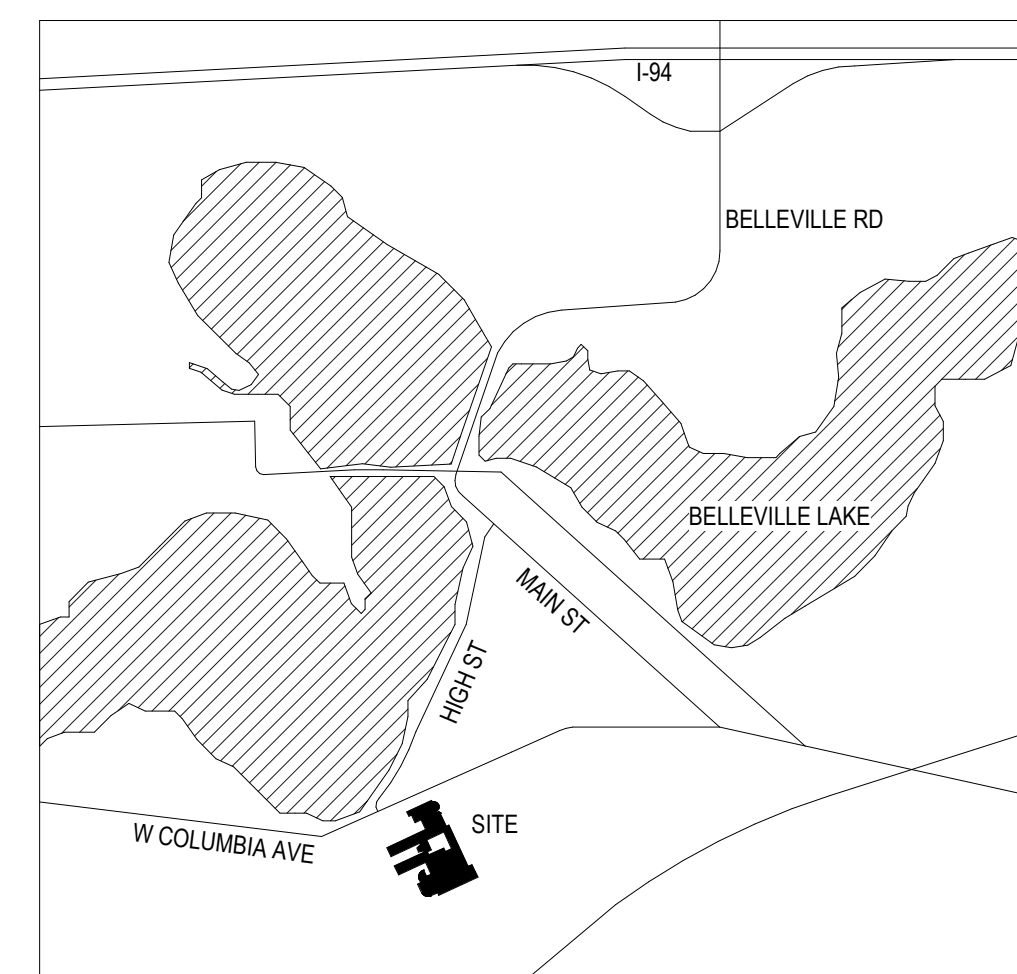 I-94
BELLEVILLE RD
BELLEVILLE LAKE
MAIN ST
HIGH ST
SITE
W COLUMBIA AVE